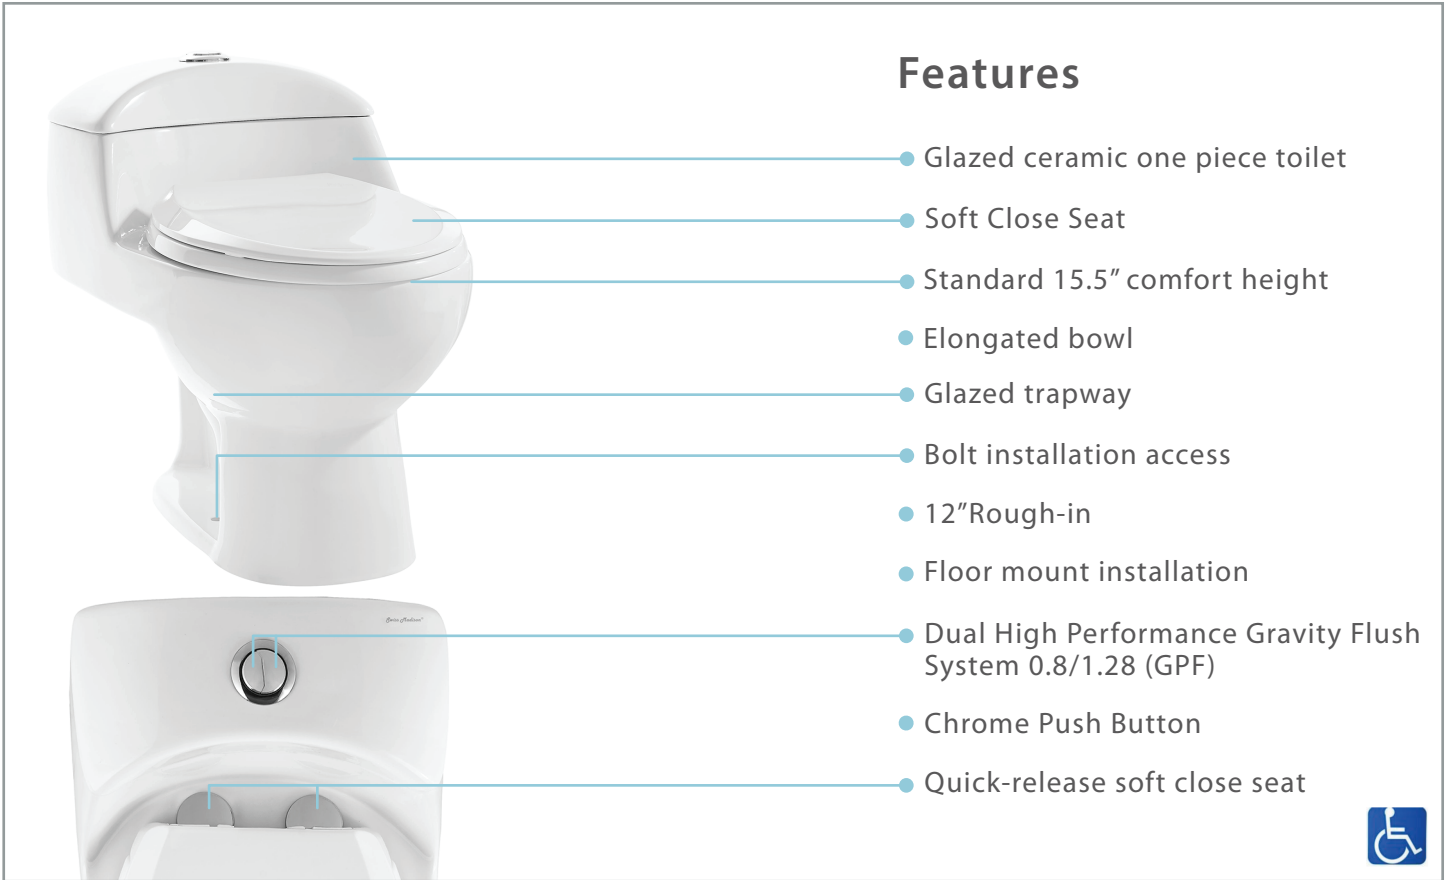 Features
Glazed ceramic one piece toilet
Soft Close Seat
Standard 15.5” comfort height
Elongated bowl
Glazed trapway
Bolt installation access
12”Rough-in
Floor mount installation
Swiss Madison
Dual High Performance Gravity Flush
System 0.8/1.28 (GPF)
Chrome Push Button
Quick-release soft close seat